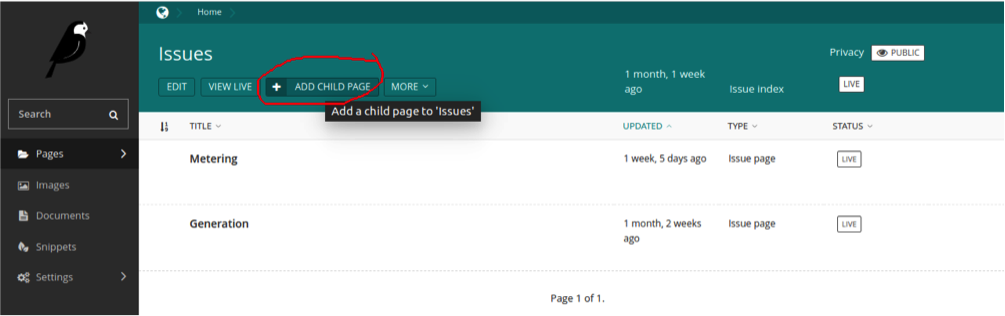 Home
Issues
Privacy PUBLIC
EDIT VIEW LIVE ADD CHILD PAGE MORE
1 month, 1 week
ago
Issue index
LIVE
Add a child page to 'Issues'
Search
Pages
Images
Documents
Snippets
Settings
TITLE UPDATED TYPE STATUS
Metering 1 week, 5 days ago Issue page LIVE
Generation 1 month, 2 weeks
ago
Issue page LIVE
Page 1 of 1.